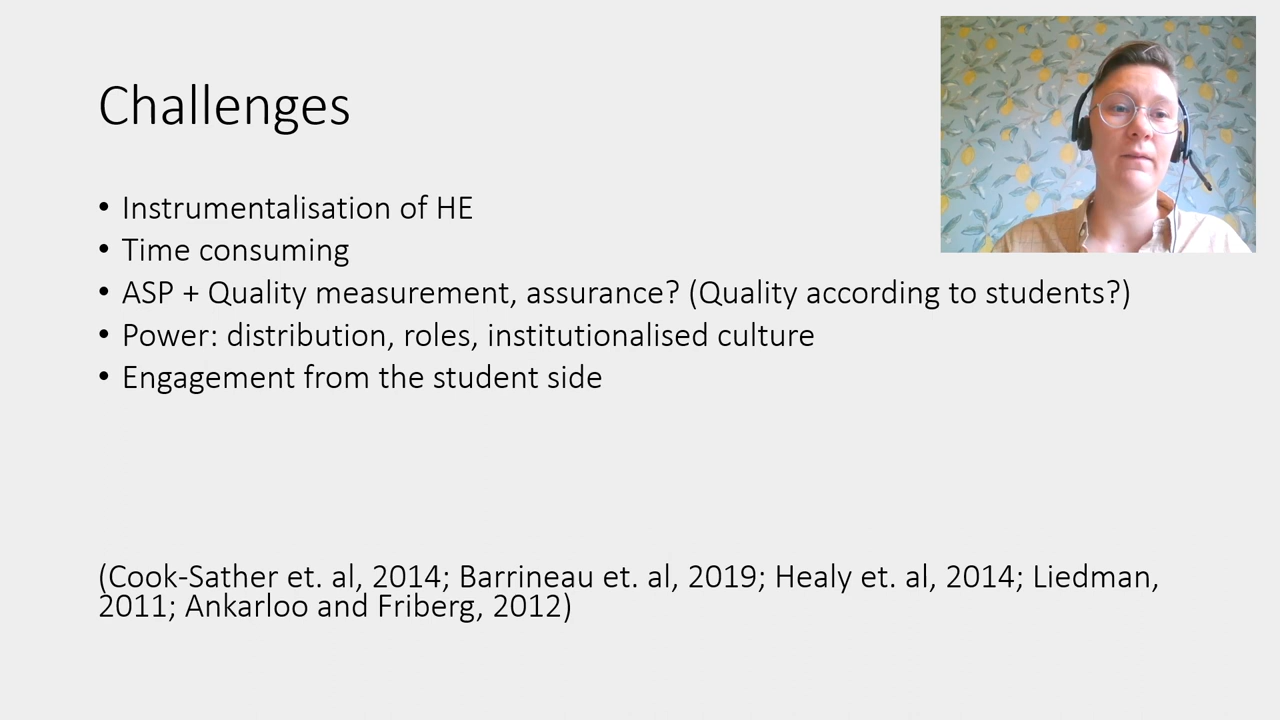 Challenges
• Instrumentalisation of HE
• Time consuming
• ASP + Quality measurement, assurance? (Quality according to students?)
• Power: distribution, roles, institutionalised culture
• Engagement from the student side
(Cook-Sather et. al, 2014; Barrineau et. al, 2019; Healy et. al, 2014; Liedman,
2011; Ankarloo and Friberg, 2012)